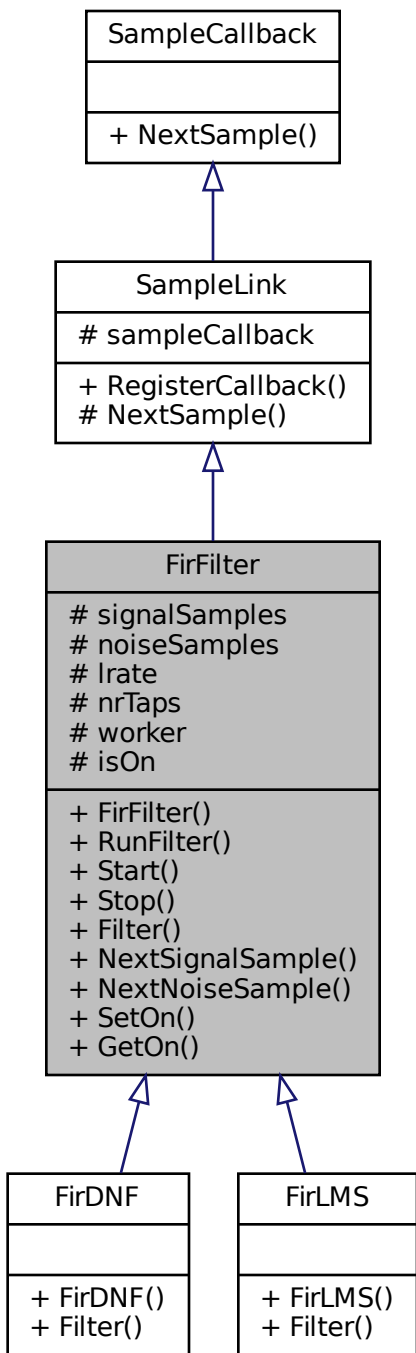 SampleCallback
+ NextSample()
SampleLink
# sampleCallback
+ RegisterCallback()
# NextSample()
FirFilter
# signalSamples
# noiseSamples
# lrate
# nrTaps
# worker
# isOn
+ FirFilter()
+ RunFilter()
+ Start()
+ Stop()
+ Filter()
+ NextSignalSample()
+ NextNoiseSample()
+ SetOn()
+ GetOn()
FirDNF
+ FirDNF()
+ Filter()
FirLMS
+ FirLMS()
+ Filter()